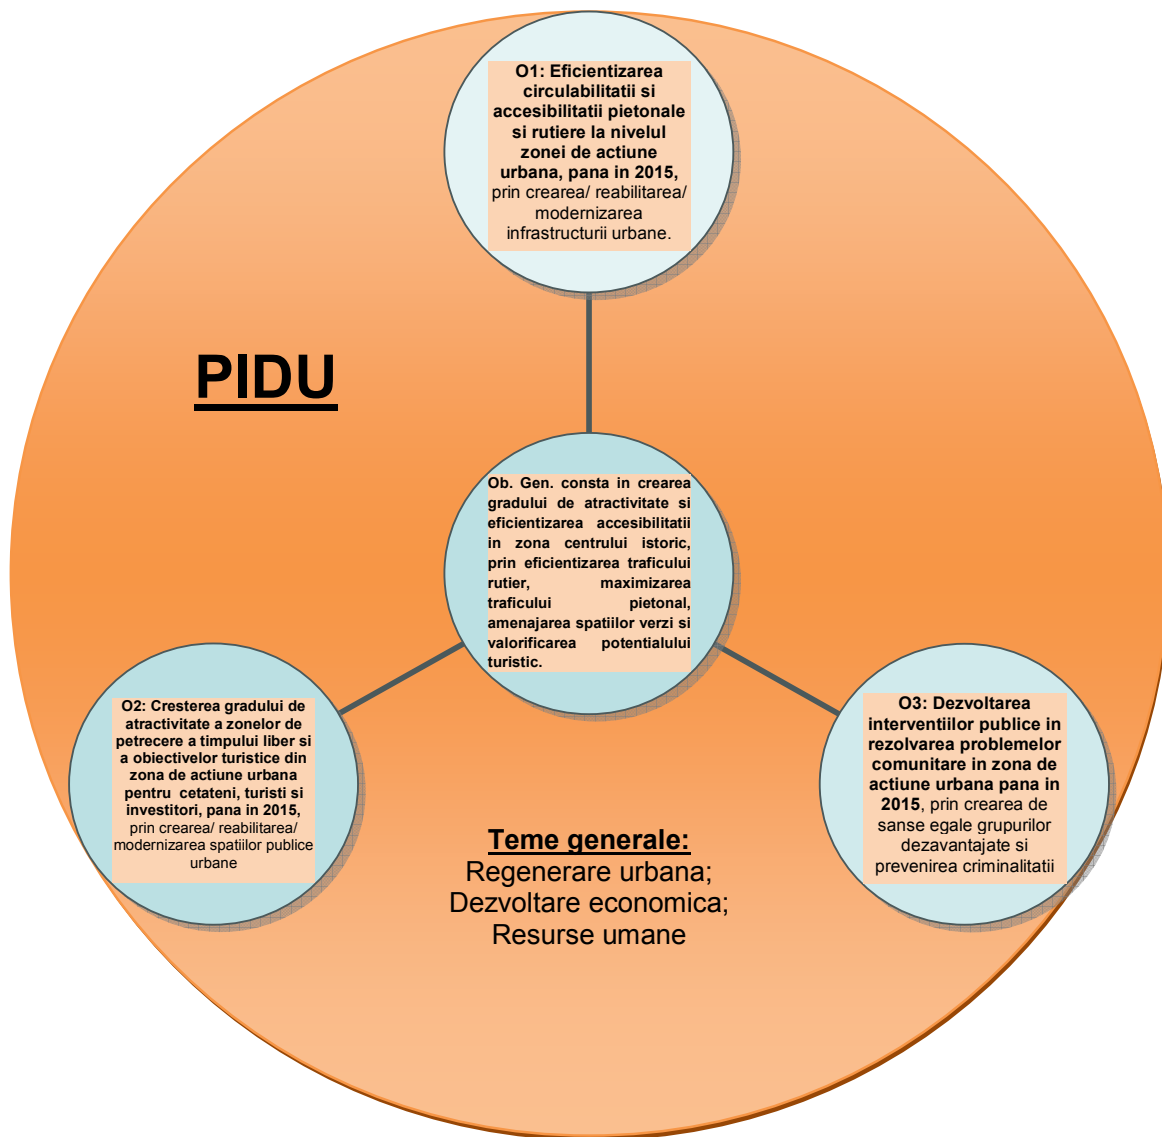 O1: Eficientizarea
circulabilitatii si
accesibilitatii pietonale
si rutiere la nivelul
zonei de actiune
urbana, pana in 2015,
prin crearea/ reabilitarea/
modernizarea
infrastructurii urbane.
PIDU
Ob. Gen. consta in crearea
gradului de atractivitate si
eficientizarea accesibilitatii
in zona centrului istoric,
prin eficientizarea traficului
rutier, maximizarea
traficului pietonal,
amenajarea spatiilor verzi si
valorificarea potentialului
turistic.
O2: Cresterea gradului de
atractivitate a zonelor de
petrecere a timpului liber si
a obiectivelor turistice din
zona de actiune urbana
pentru cetateni, turisti si
investitori, pana in 2015,
prin crearea/ reabilitarea/
modernizarea spatiilor publice
urbane
O3: Dezvoltarea
interventiilor publice in
rezolvarea problemelor
comunitare in zona de
actiune urbana pana in
2015, prin crearea de
sanse egale grupurilor
dezavantajate si
prevenirea criminalitatii
Teme generale:
Regenerare urbana;
Dezvoltare economica;
Resurse umane